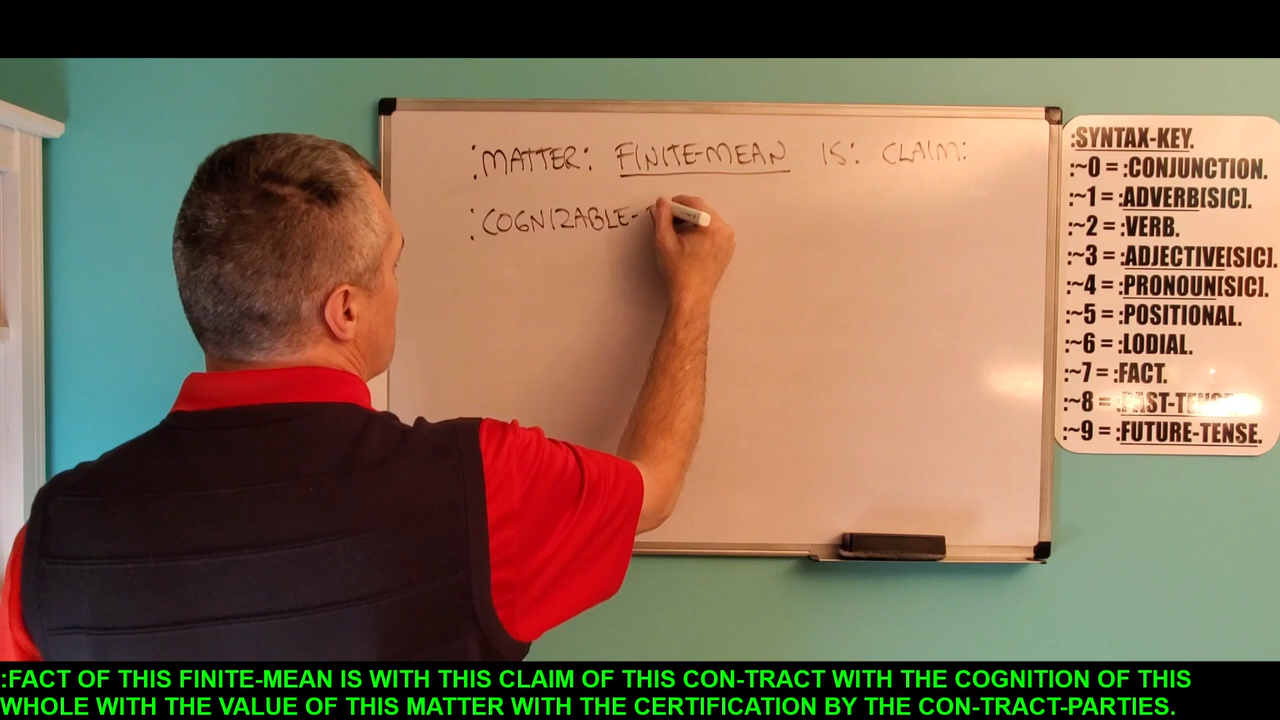 :MATTER: FINITE-MEAN IS: CLAIM:
:COGNIZABLE-
:SYNTAX-KEY.
:~0 = :CONJUNCTION.
:~1 = :ADVERB[SIC].
:~2 = :VERB.
:~3 = :ADJECTIVE[SIC].
:~4 = :PRONOUN[SIC].
:~5 = :POSITIONAL.
:~6 = :LODIAL.
:~7 = :FACT.
:~8 = :PAST-TENSE.
:~9 = :FUTURE-TENSE.
:FACT OF THIS FINITE-MEAN IS WITH THIS CLAIM OF THIS CON-TRACT WITH THE COGNITION OF THIS
WHOLE WITH THE VALUE OF THIS MATTER WITH THE CERTIFICATION BY THE CON-TRACT-PARTIES.